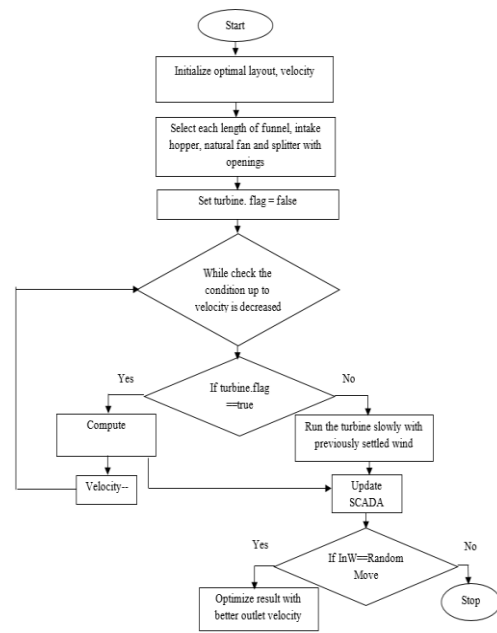 Start
Initialize optimal layout, velocity
Select each length of funnel, intake
hopper, natural fan and splitter with
openings
Set turbine. flag = false
While check the
condition up to
velocity is decreased
Yes
If turbine.flag
==true
No
Compute
Run the turbine slowly with
previously settled wind
Velocity--
Update
SCADA
Yes
If InW==Random
Move
No
Optimize result with
better outlet velocity
Stop